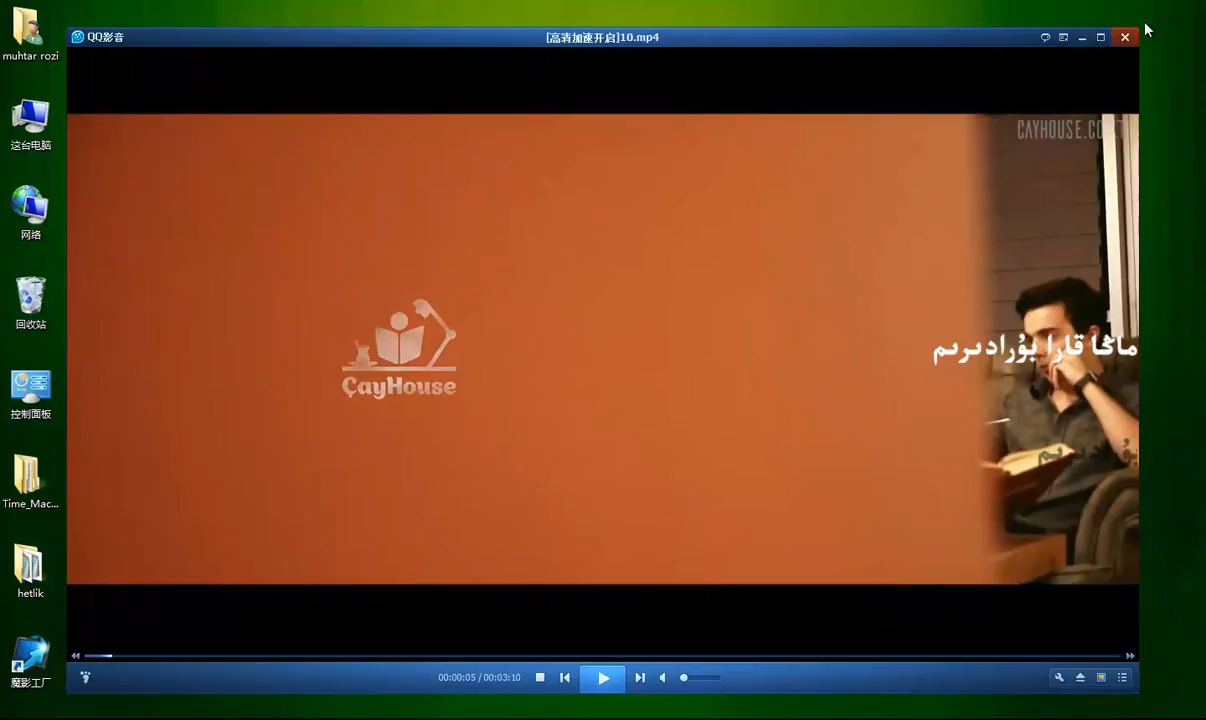 QQ影音
[高清加速开启]10.mp4
muhtar rozi
这台电脑
网络
回收站
控制面板
Time_Mac...
hetlik
魔影工厂
CAYHOUSE.CO
ÇayHouse
ماڭا قارا بۇرادىرىم
00:00:05 / 00:03:10